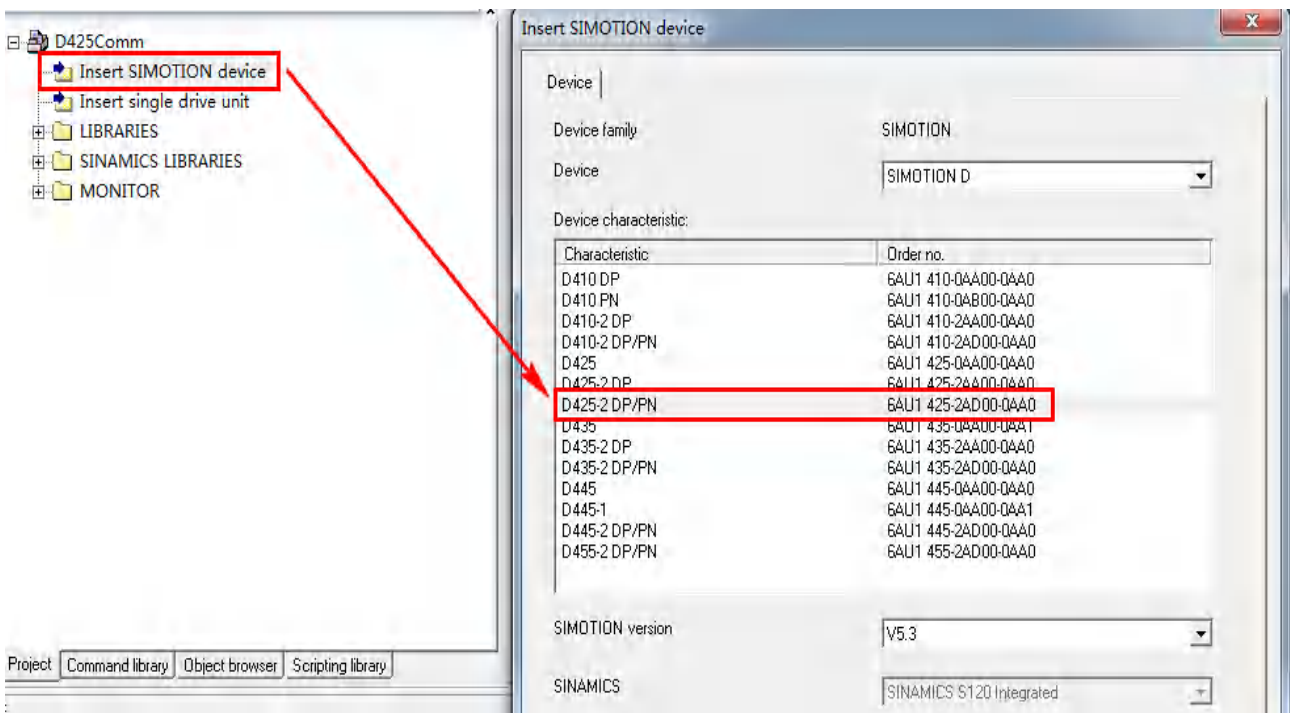 D425Comm
Insert SIMOTION device
Insert single drive unit
LIBRARIES
SINAMICS LIBRARIES
MONITOR
Project Command library Object browser Scripting library
Insert SIMOTION device
Device
Device family SIMOTION
Device SIMOTION D
Device characteristic:
Characteristic Order no.
D410 DP 6AU1 410-0AA00-0AA0
D410 PN 6AU1 410-0AB00-0AA0
D410-2 DP 6AU1 410-2AA00-0AA0
D410-2 DP/PN 6AU1 410-2AD00-0AA0
D425 6AU1 425-0AA00-0AA0
D425-2 DP 6AU1 425-2AA00-0AA0
D425-2 DP/PN 6AU1 425-2AD00-0AA0
D435 6AU1 435-0AA00-0AA1
D435-2 DP 6AU1 435-2AA00-0AA0
D435-2 DP/PN 6AU1 435-2AD00-0AA0
D445 6AU1 445-0AA00-0AA0
D445-1 6AU1 445-0AA00-0AA1
D445-2 DP/PN 6AU1 445-2AD00-0AA0
D455-2 DP/PN 6AU1 455-2AD00-0AA0
SIMOTION version V5.3
SINAMICS SINAMICS S120 Integrated